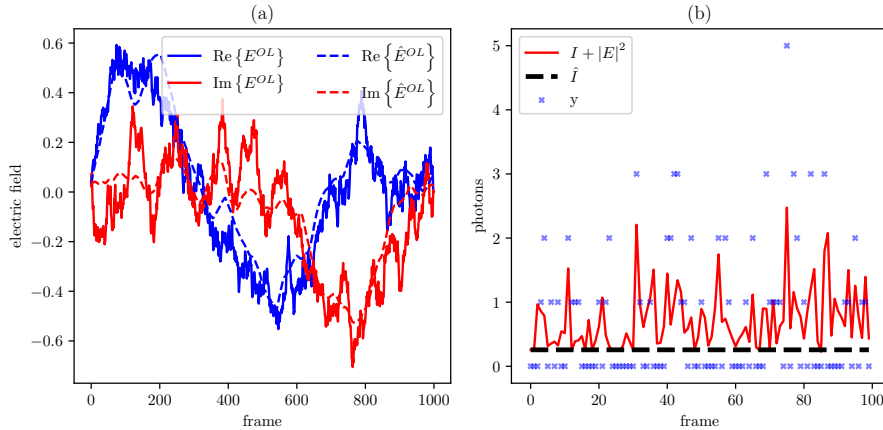 (a)
0.6
0.4
0.2
0.0
−0.2
−0.4
−0.6
electric field
0
200
400
600
800
1000
frame
Re {E^{OL}}
Im {E^{OL}}
Re {Ê^{OL}}
Im {Ê^{OL}}
(b)
5
4
3
2
1
0
photons
0
20
40
60
80
100
frame
I + |E|²
Î
y